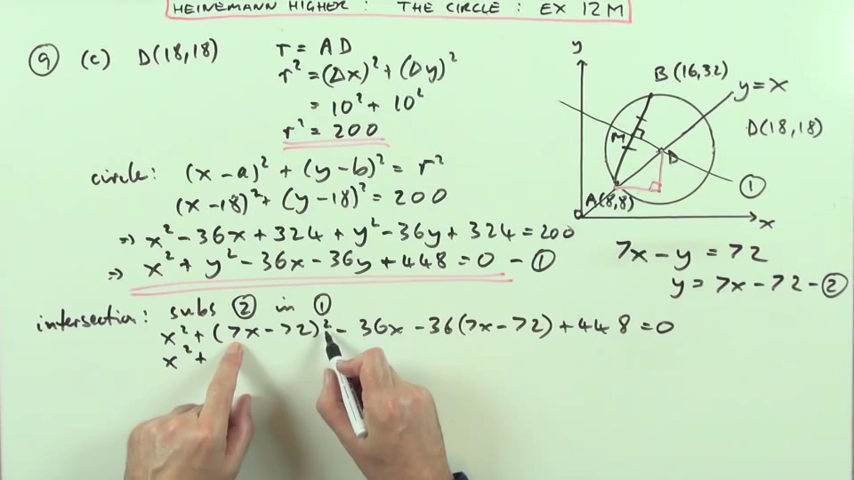 HEINEMANN HIGHER : THE CIRCLE : EX 12M
9 (c) D(18,18)
r = AD
r² = (Δx)² + (Δy)²
= 10² + 10²
r² = 200
circle: (x-a)² + (y-b)² = r²
(x-18)² + (y-18)² = 200
⇒ x² - 36x + 324 + y² - 36y + 324 = 200
⇒ x² + y² - 36x - 36y + 448 = 0 - ①
intersection: subs ② in ①
x² + (7x-72)² - 36x - 36(7x-72) + 448 = 0
x² +
y
B(16,32)
y = x
D(18,18)
M
D
①
A(8,8)
x
7x - y = 72
y = 7x - 72 - ②